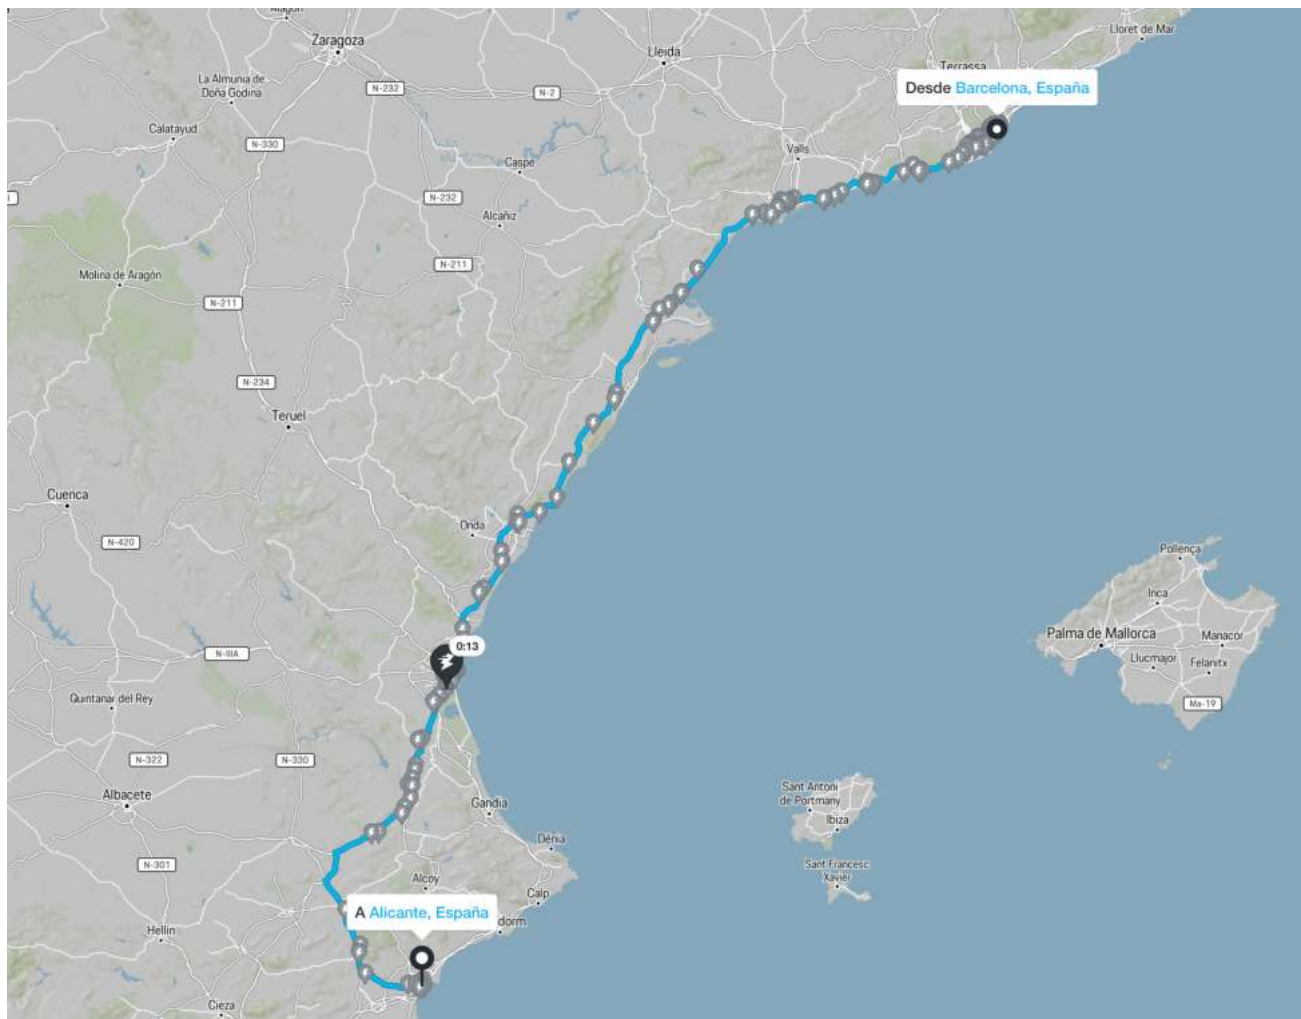 Aragón
Zaragoza
Lleida
Lloret de Mar
Terrassa
La Almunia de
Doña Godina
N-232
N-2
Desde Barcelona, España
Calatayud
N-330
Valls
Caspe
N-232
Alcañiz
Molina de Aragón
N-211
N-211
N-234
Teruel
Cuenca
Onda
N-420
Pollença
Inca
Palma de Mallorca
Manacor
0:13
N-IIIA
Llucmajor
Felanitx
Quintanar del Rey
Ma-19
N-322
N-330
Sant Antoni
de Portmany
Albacete
Gandia
Ibiza
Dénia
N-301
Sant Francesc
Xavier
Alcoy
Calp
A Alicante, España
dorm
Hellín
Cieza